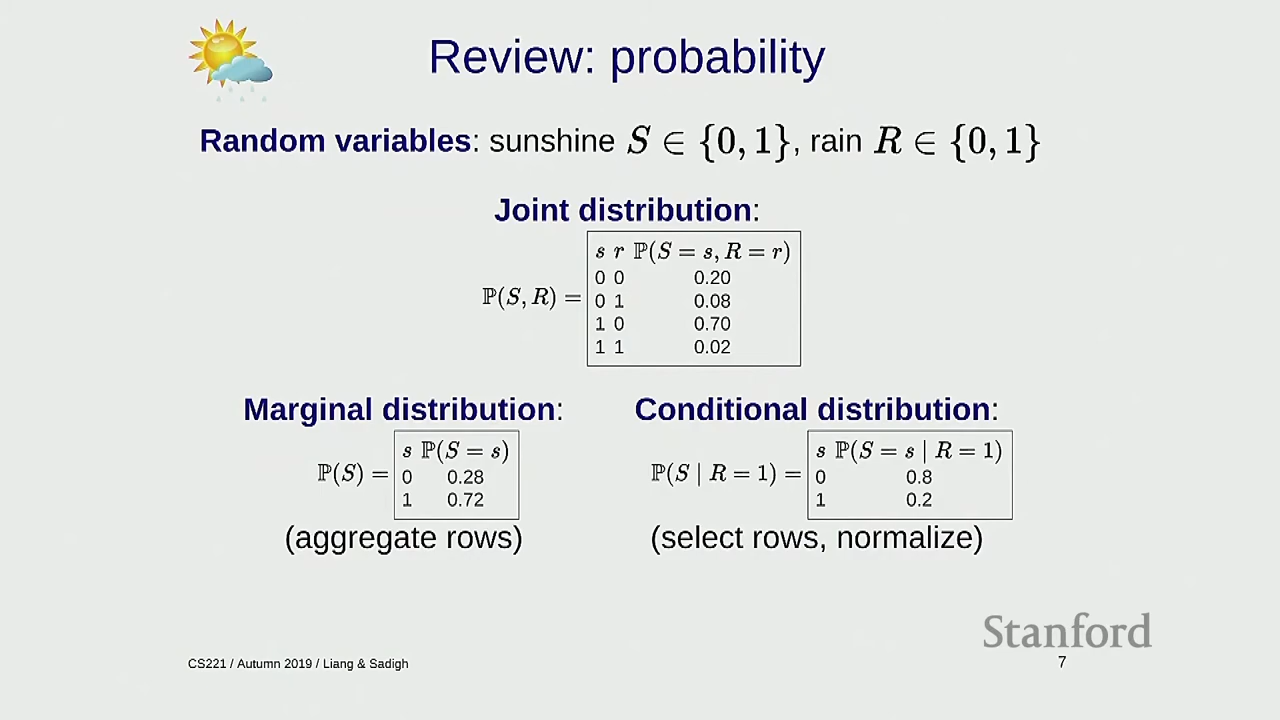 Review: probability
Random variables: sunshine S ∈ {0, 1}, rain R ∈ {0, 1}
Joint distribution:
s r ℙ(S = s, R = r)
0 0 0.20
ℙ(S, R) =
0 1 0.08
1 0 0.70
1 1 0.02
Marginal distribution:
ℙ(S) =
s ℙ(S = s)
0 0.28
1 0.72
(aggregate rows)
Conditional distribution:
ℙ(S | R = 1) =
s ℙ(S = s | R = 1)
0 0.8
1 0.2
(select rows, normalize)
Stanford
CS221 / Autumn 2019 / Liang & Sadigh
7